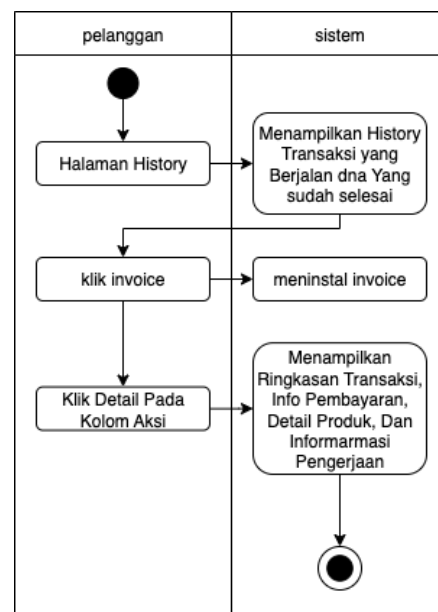 pelanggan
sistem
Halaman History
Menampilkan History
Transaksi yang
Berjalan dna Yang
sudah selesai
klik invoice
meninstal invoice
Klik Detail Pada
Kolom Aksi
Menampilkan
Ringkasan Transaksi,
Info Pembayaran,
Detail Produk, Dan
Informarmasi
Pengerjaan